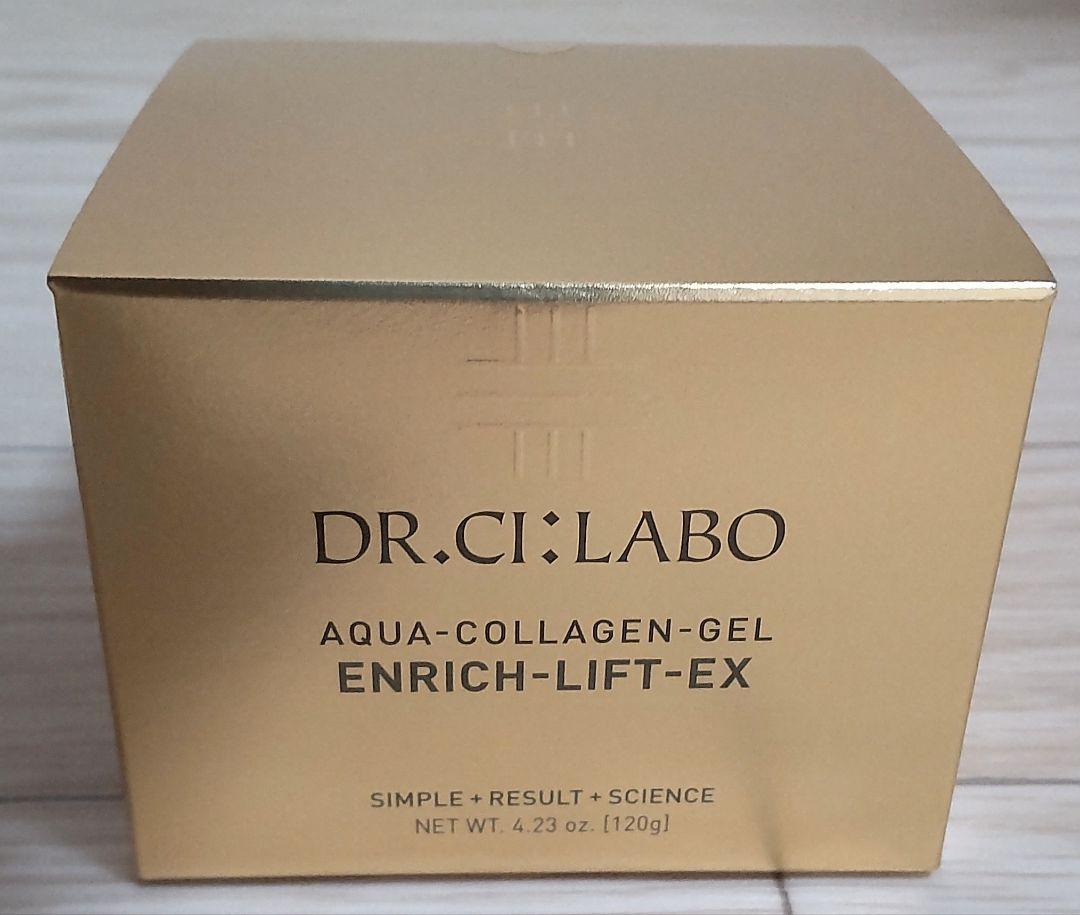 DR.CI:LABO
AQUA-COLLAGEN-GEL
ENRICH-LIFT-EX
SIMPLE + RESULT + SCIENCE
NET WT. 4.23 oz. [120g]